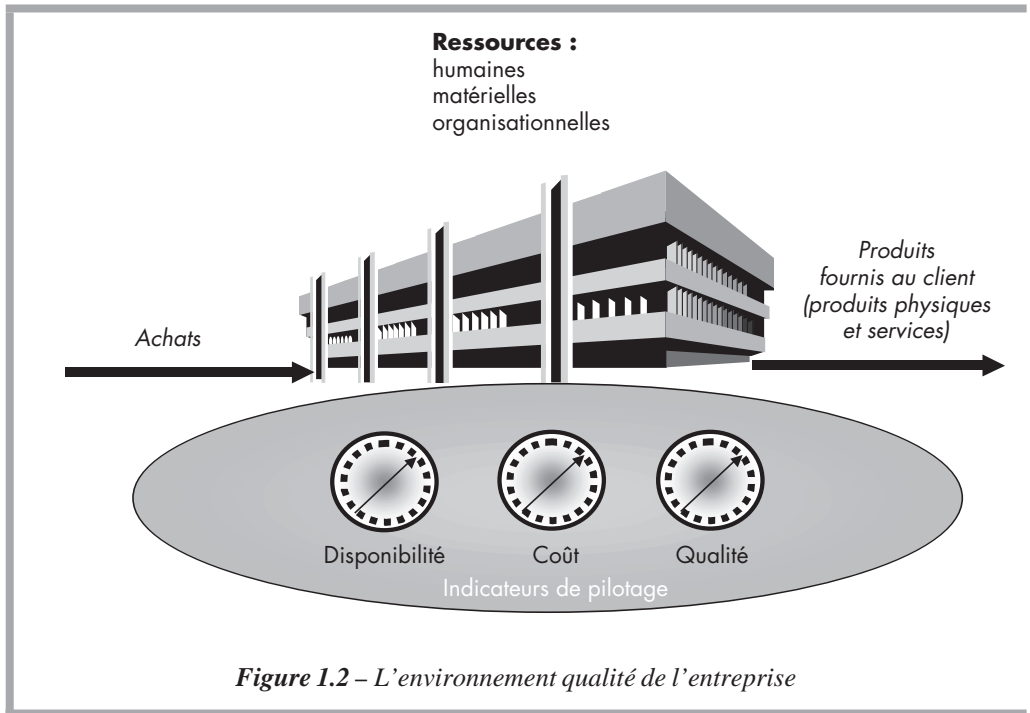 Ressources :
humaines
matérielles
organisationnelles
Achats
Produits
fournis au client
(produits physiques
et services)
Disponibilité
Coût
Qualité
Indicateurs de pilotage
Figure 1.2 – L’environnement qualité de l’entreprise